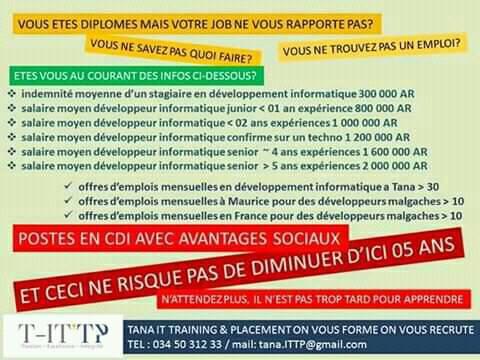 VOUS ETES DIPLOMES MAIS VOTRE JOB NE VOUS RAPPORTE PAS?
VOUS NE SAVEZ PAS QUOI FAIRE?
VOUS NE TROUVEZ PAS UN EMPLOI?
ETES VOUS AU COURANT DES INFOS CI-DESSOUS?
❖ indemnité moyenne d'un stagiaire en développement informatique 300 000 AR
❖ salaire moyen développeur informatique junior < 01 an expérience 800 000 AR
❖ salaire moyen développeur informatique < 02 ans expériences 1 000 000 AR
❖ salaire moyen développeur informatique confirme sur un techno 1 200 000 AR
❖ salaire moyen développeur informatique senior ~ 4 ans expériences 1 600 000 AR
❖ salaire moyen développeur informatique senior > 5 ans expériences 2 000 000 AR
✓ offres d'emplois mensuelles en développement informatique a Tana > 30
✓ offres d'emplois mensuelles à Maurice pour des développeurs malgaches > 10
✓ offres d'emplois mensuelles en France pour des développeurs malgaches > 10
POSTES EN CDI AVEC AVANTAGES SOCIAUX
ET CECI NE RISQUE PAS DE DIMINUER D'ICI 05 ANS
N'ATTENDEZ PLUS, IL N'EST PAS TROP TARD POUR APPRENDRE
T-ITTP
TANA IT TRAINING & PLACEMENT ON VOUS FORME ON VOUS RECRUTE
TEL : 034 50 312 33 / mail: tana.ITTP@gmail.com